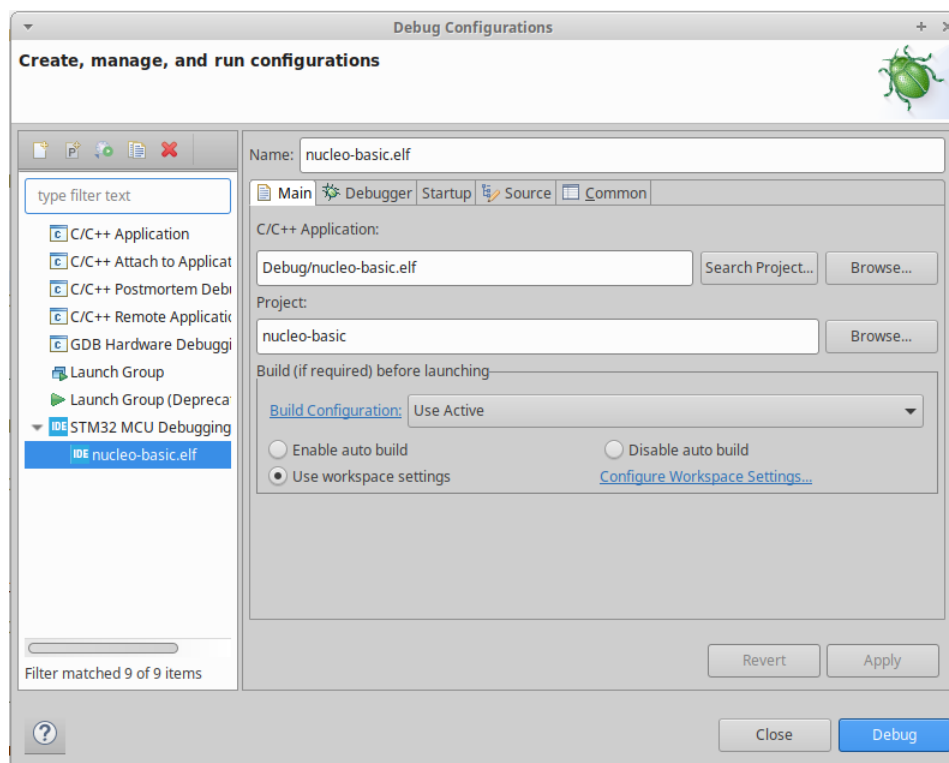 Debug Configurations
Create, manage, and run configurations
Name: nucleo-basic.elf
type filter text
Main Debugger Startup Source Common
C/C++ Application
C/C++ Attach to Applicat
C/C++ Postmortem Deb
C/C++ Remote Applicatio
GDB Hardware Debuggi
Launch Group
Launch Group (Depreca
IDE STM32 MCU Debugging
IDE nucleo-basic.elf
Filter matched 9 of 9 items
C/C++ Application:
Debug/nucleo-basic.elf Search Project... Browse...
Project:
nucleo-basic Browse...
Build (if required) before launching
Build Configuration: Use Active
Enable auto build Disable auto build
Use workspace settings Configure Workspace Settings...
Revert Apply
? Close Debug